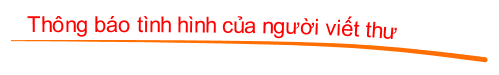 Thông báo tình hình của người viết thư